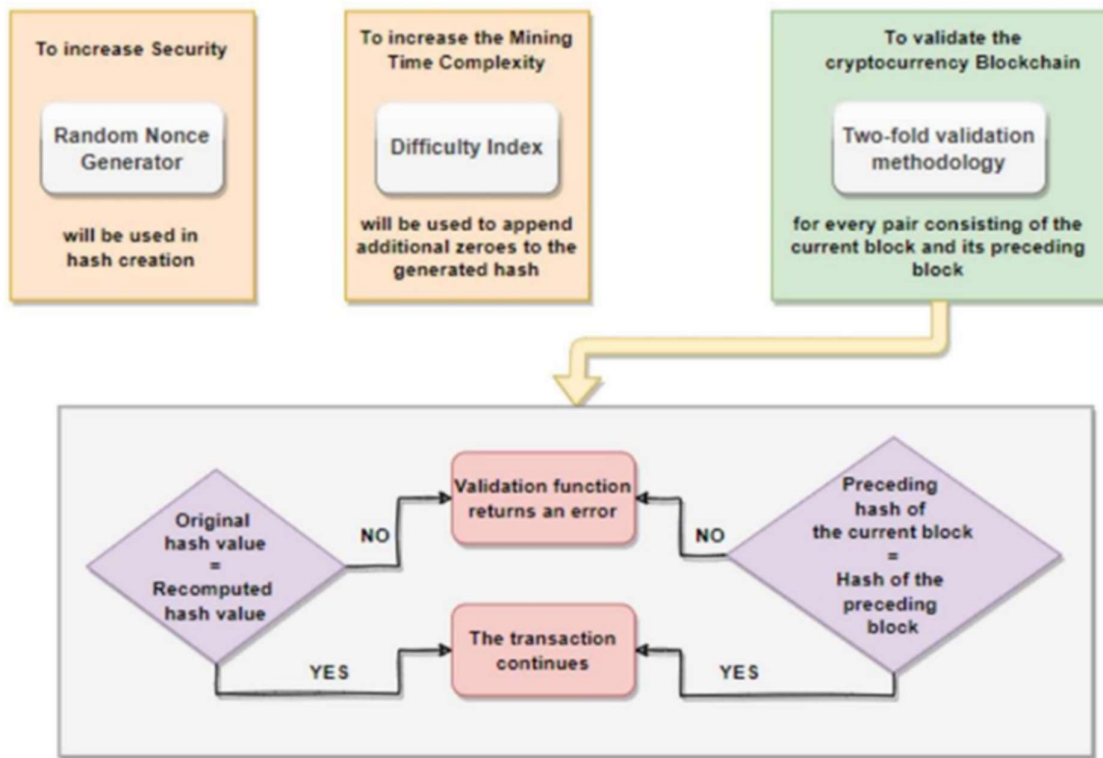 To increase Security
Random Nonce
Generator
will be used in
hash creation
To increase the Mining
Time Complexity
Difficulty Index
will be used to append
additional zeroes to the
generated hash
To validate the
cryptocurrency Blockchain
Two-fold validation
methodology
for every pair consisting of the
current block and its preceding
block
Original
hash value
=
Recomputed
hash value
NO
YES
Validation function
returns an error
The transaction
continues
NO
YES
Preceding
hash of
the current block
=
Hash of the
preceding
block